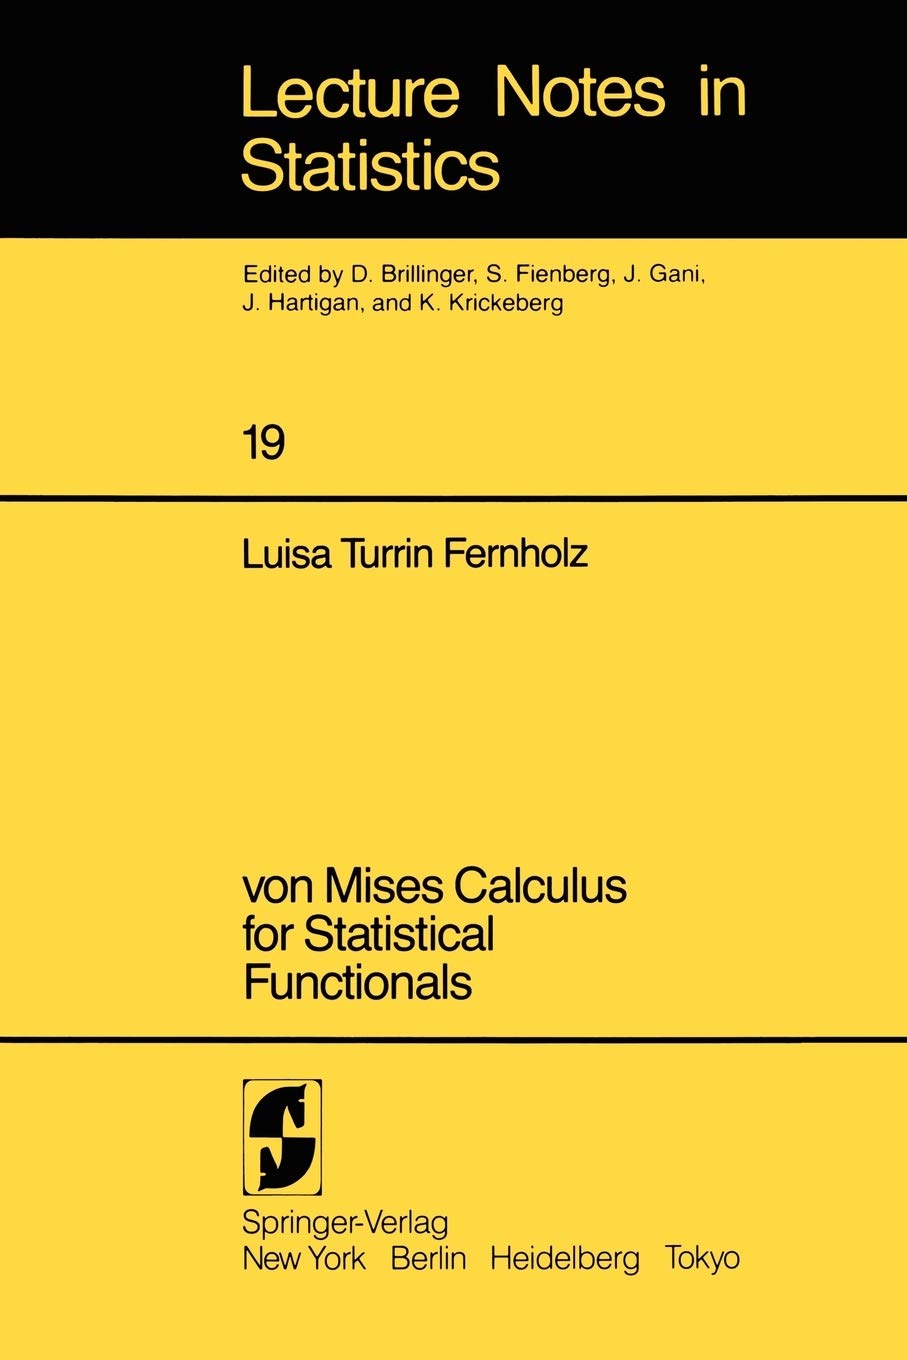 Lecture Notes in
Statistics
Edited by D. Brillinger, S. Fienberg, J. Gani,
J. Hartigan, and K. Krickeberg
19
Luisa Turrin Fernholz
von Mises Calculus
for Statistical
Functionals
Springer-Verlag
New York Berlin Heidelberg Tokyo